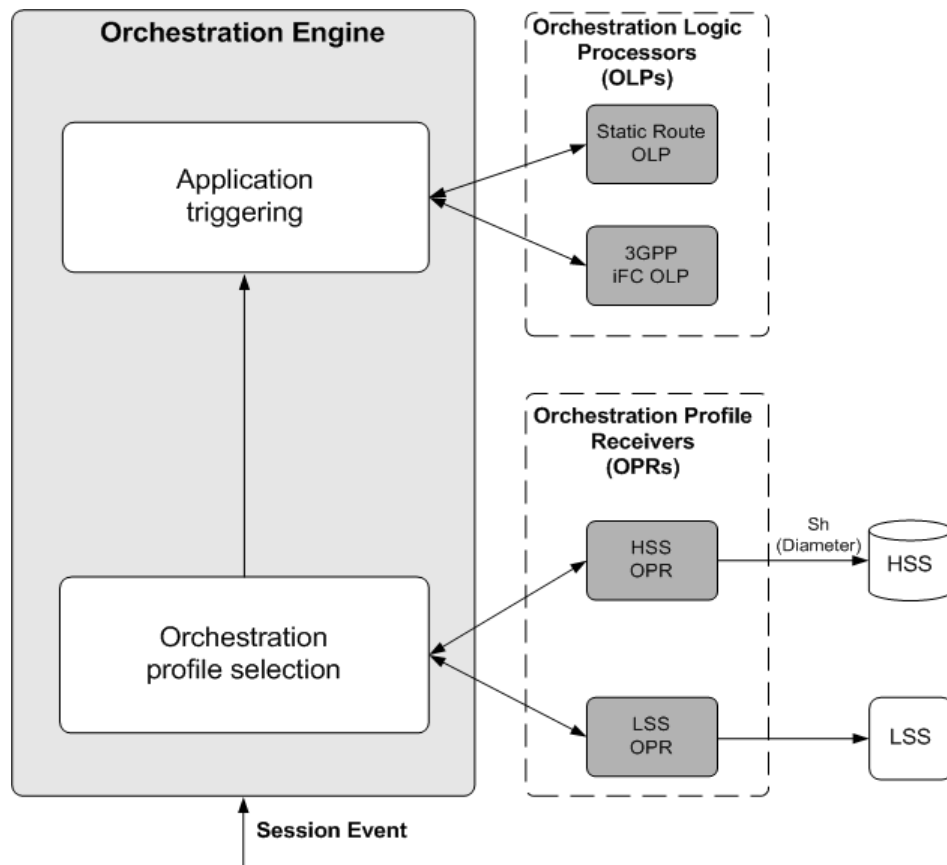 Orchestration Engine
Application
triggering
Orchestration
profile selection
Session Event
Orchestration Logic
Processors
(OLPs)
Static Route
OLP
3GPP
iFC OLP
Orchestration Profile
Receivers
(OPRs)
HSS
OPR
Sh
(Diameter)
HSS
LSS
OPR
LSS